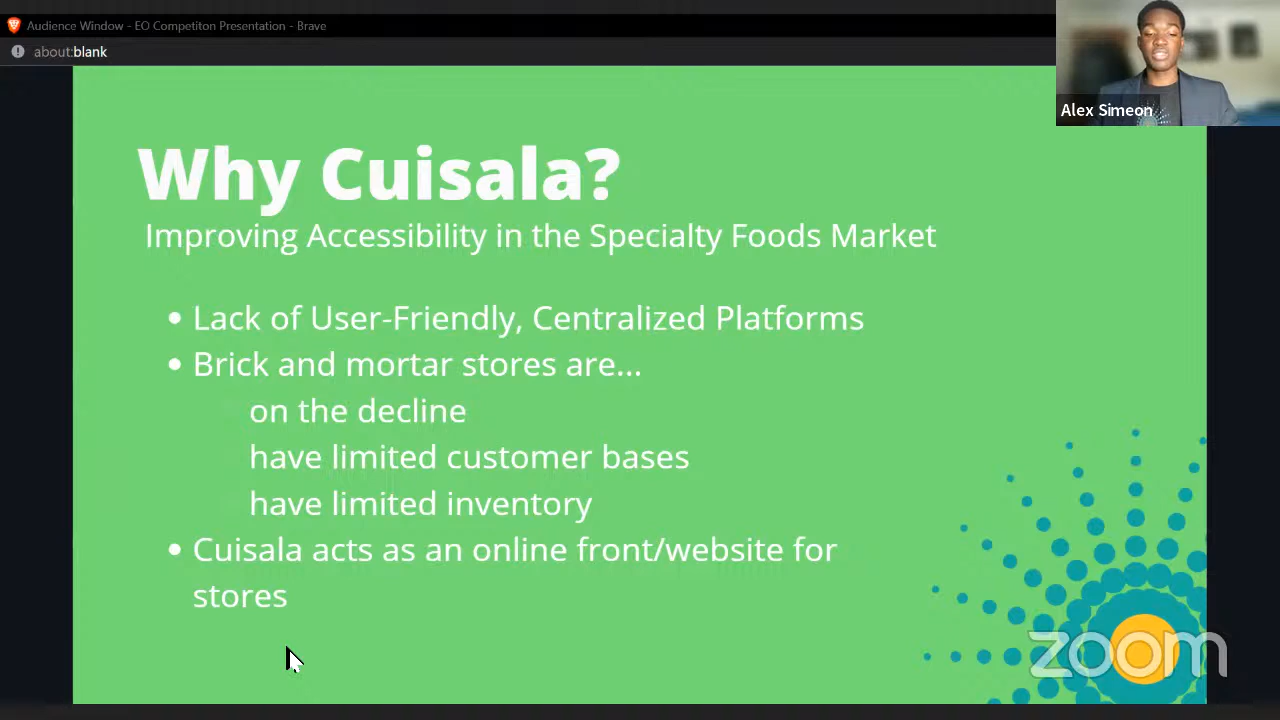 Audience Window - EO Competiton Presentation - Brave
about:blank
Alex Simeon
Why Cuisala?
Improving Accessibility in the Specialty Foods Market
• Lack of User-Friendly, Centralized Platforms
• Brick and mortar stores are...
on the decline
have limited customer bases
have limited inventory
• Cuisala acts as an online front/website for
stores
zoom